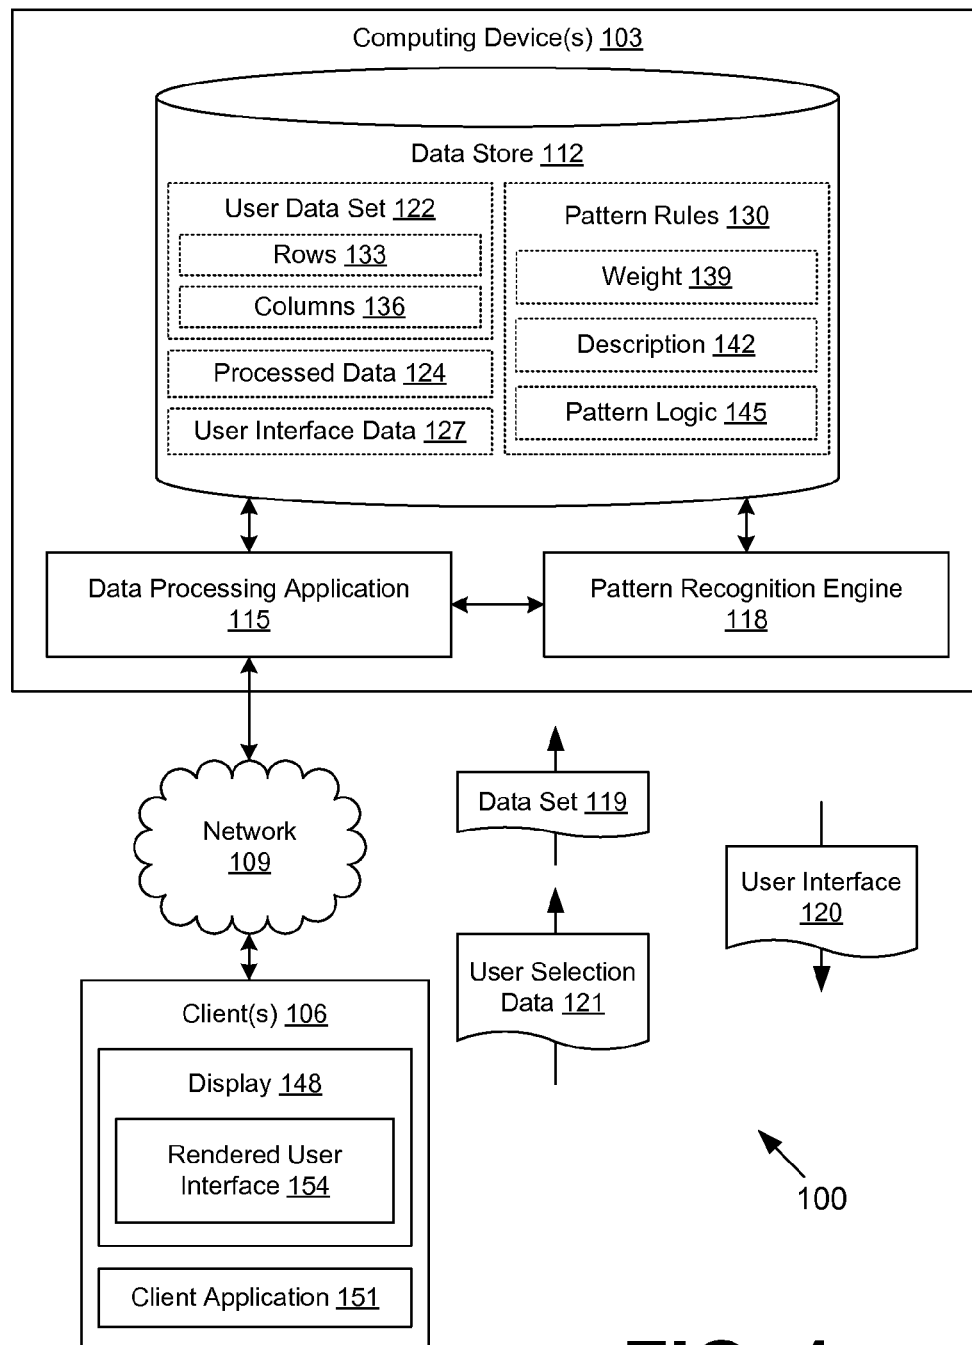 Computing Device(s) 103
Data Store 112
User Data Set 122
Rows 133
Columns 136
Processed Data 124
User Interface Data 127
Pattern Rules 130
Weight 139
Description 142
Pattern Logic 145
Data Processing Application
115
Pattern Recognition Engine
118
Network
109
Data Set 119
User Selection
Data 121
User Interface
120
Client(s) 106
Display 148
Rendered User
Interface 154
Client Application 151
100